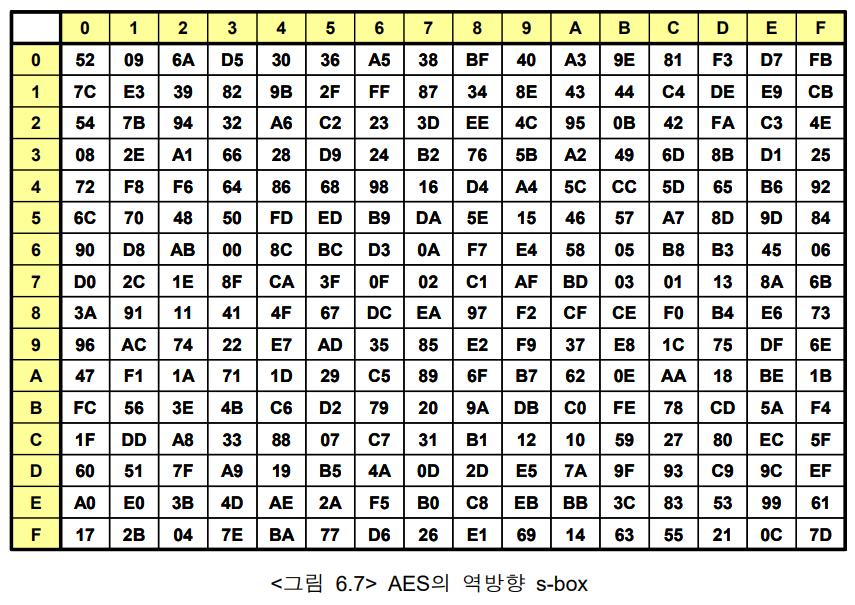 0 1 2 3 4 5 6 7 8 9 A B C D E F
0 52 09 6A D5 30 36 A5 38 BF 40 A3 9E 81 F3 D7 FB
1 7C E3 39 82 9B 2F FF 87 34 8E 43 44 C4 DE E9 CB
2 54 7B 94 32 A6 C2 23 3D EE 4C 95 0B 42 FA C3 4E
3 08 2E A1 66 28 D9 24 B2 76 5B A2 49 6D 8B D1 25
4 72 F8 F6 64 86 68 98 16 D4 A4 5C CC 5D 65 B6 92
5 6C 70 48 50 FD ED B9 DA 5E 15 46 57 A7 8D 9D 84
6 90 D8 AB 00 8C BC D3 0A F7 E4 58 05 B8 B3 45 06
7 D0 2C 1E 8F CA 3F 0F 02 C1 AF BD 03 01 13 8A 6B
8 3A 91 11 41 4F 67 DC EA 97 F2 CF CE F0 B4 E6 73
9 96 AC 74 22 E7 AD 35 85 E2 F9 37 E8 1C 75 DF 6E
A 47 F1 1A 71 1D 29 C5 89 6F B7 62 0E AA 18 BE 1B
B FC 56 3E 4B C6 D2 79 20 9A DB C0 FE 78 CD 5A F4
C 1F DD A8 33 88 07 C7 31 B1 12 10 59 27 80 EC 5F
D 60 51 7F A9 19 B5 4A 0D 2D E5 7A 9F 93 C9 9C EF
E A0 E0 3B 4D AE 2A F5 B0 C8 EB BB 3C 83 53 99 61
F 17 2B 04 7E BA 77 D6 26 E1 69 14 63 55 21 0C 7D
<그림 6.7> AES의 역방향 s-box